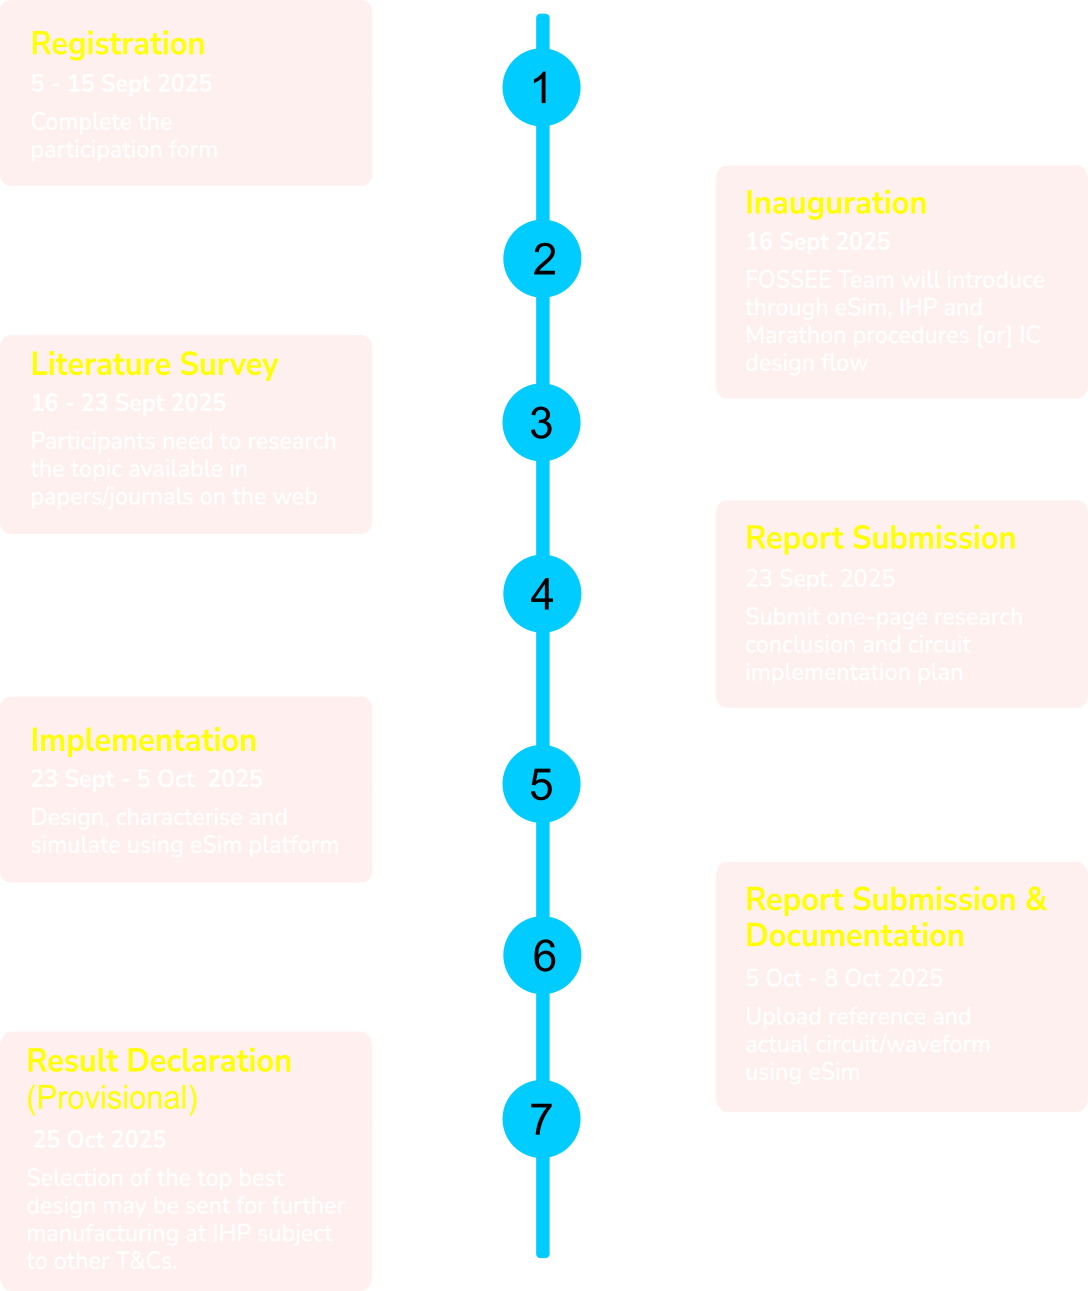 Registration
5 - 15 Sept 2025
Complete the
participation form
1
Inauguration
16 Sept 2025
FOSSEE Team will introduce
through eSim, IHP and
Marathon procedures [or] IC
design flow
2
Literature Survey
16 - 23 Sept 2025
Participants need to research
the topic available in
papers/journals on the web
3
Report Submission
23 Sept. 2025
Submit one-page research
conclusion and circuit
implementation plan
4
Implementation
23 Sept - 5 Oct  2025
Design, characterise and
simulate using eSim platform
5
Report Submission &
Documentation
5 Oct - 8 Oct 2025
Upload reference and
actual circuit/waveform
using eSim
6
Result Declaration
(Provisional)
25 Oct 2025
Selection of the top best
design may be sent for further
manufacturing at IHP subject
to other T&Cs.
7